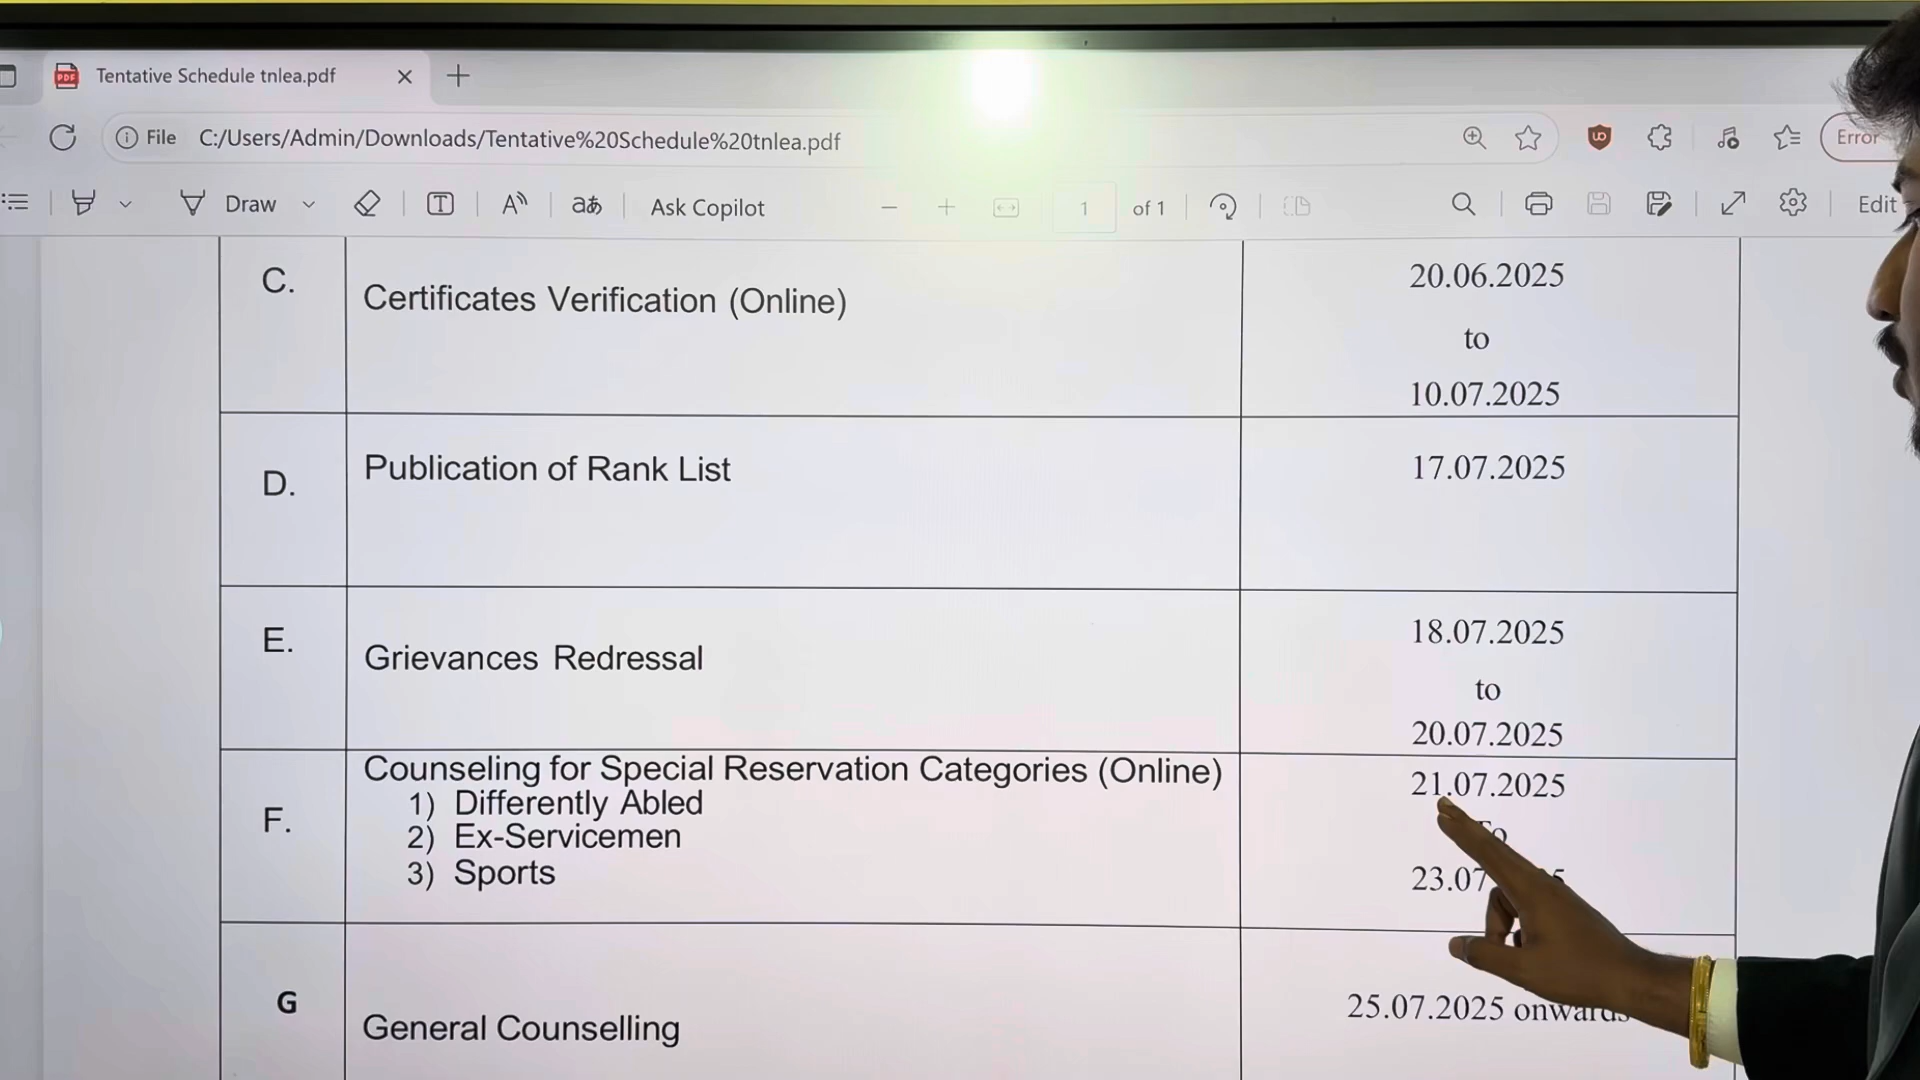 Tentative Schedule tnlea.pdf
File C:/Users/Admin/Downloads/Tentative%20Schedule%20tnlea.pdf
Error
Draw
Ask Copilot
1 of 1
Edit
C. Certificates Verification (Online) 20.06.2025
to
10.07.2025
D. Publication of Rank List 17.07.2025
E. Grievances Redressal 18.07.2025
to
20.07.2025
F. Counseling for Special Reservation Categories (Online) 21.07.2025
1) Differently Abled
2) Ex-Servicemen
3) Sports
23.07
G General Counselling 25.07.2025 onwards